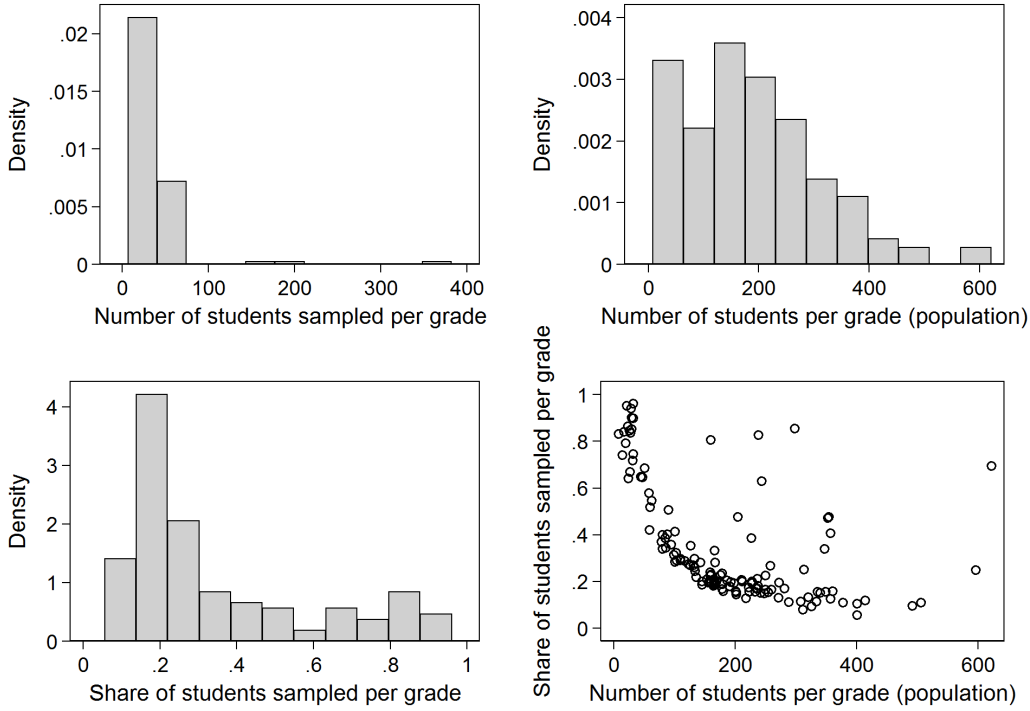 .02
.015
.01
.005
0
Density
0 100 200 300 400
Number of students sampled per grade
.004
.003
.002
.001
0
Density
0 200 400 600
Number of students per grade (population)
4
3
2
1
0
Density
0 .2 .4 .6 .8 1
Share of students sampled per grade
1
.8
.6
.4
.2
0
Share of students sampled per grade
0 200 400 600
Number of students per grade (population)